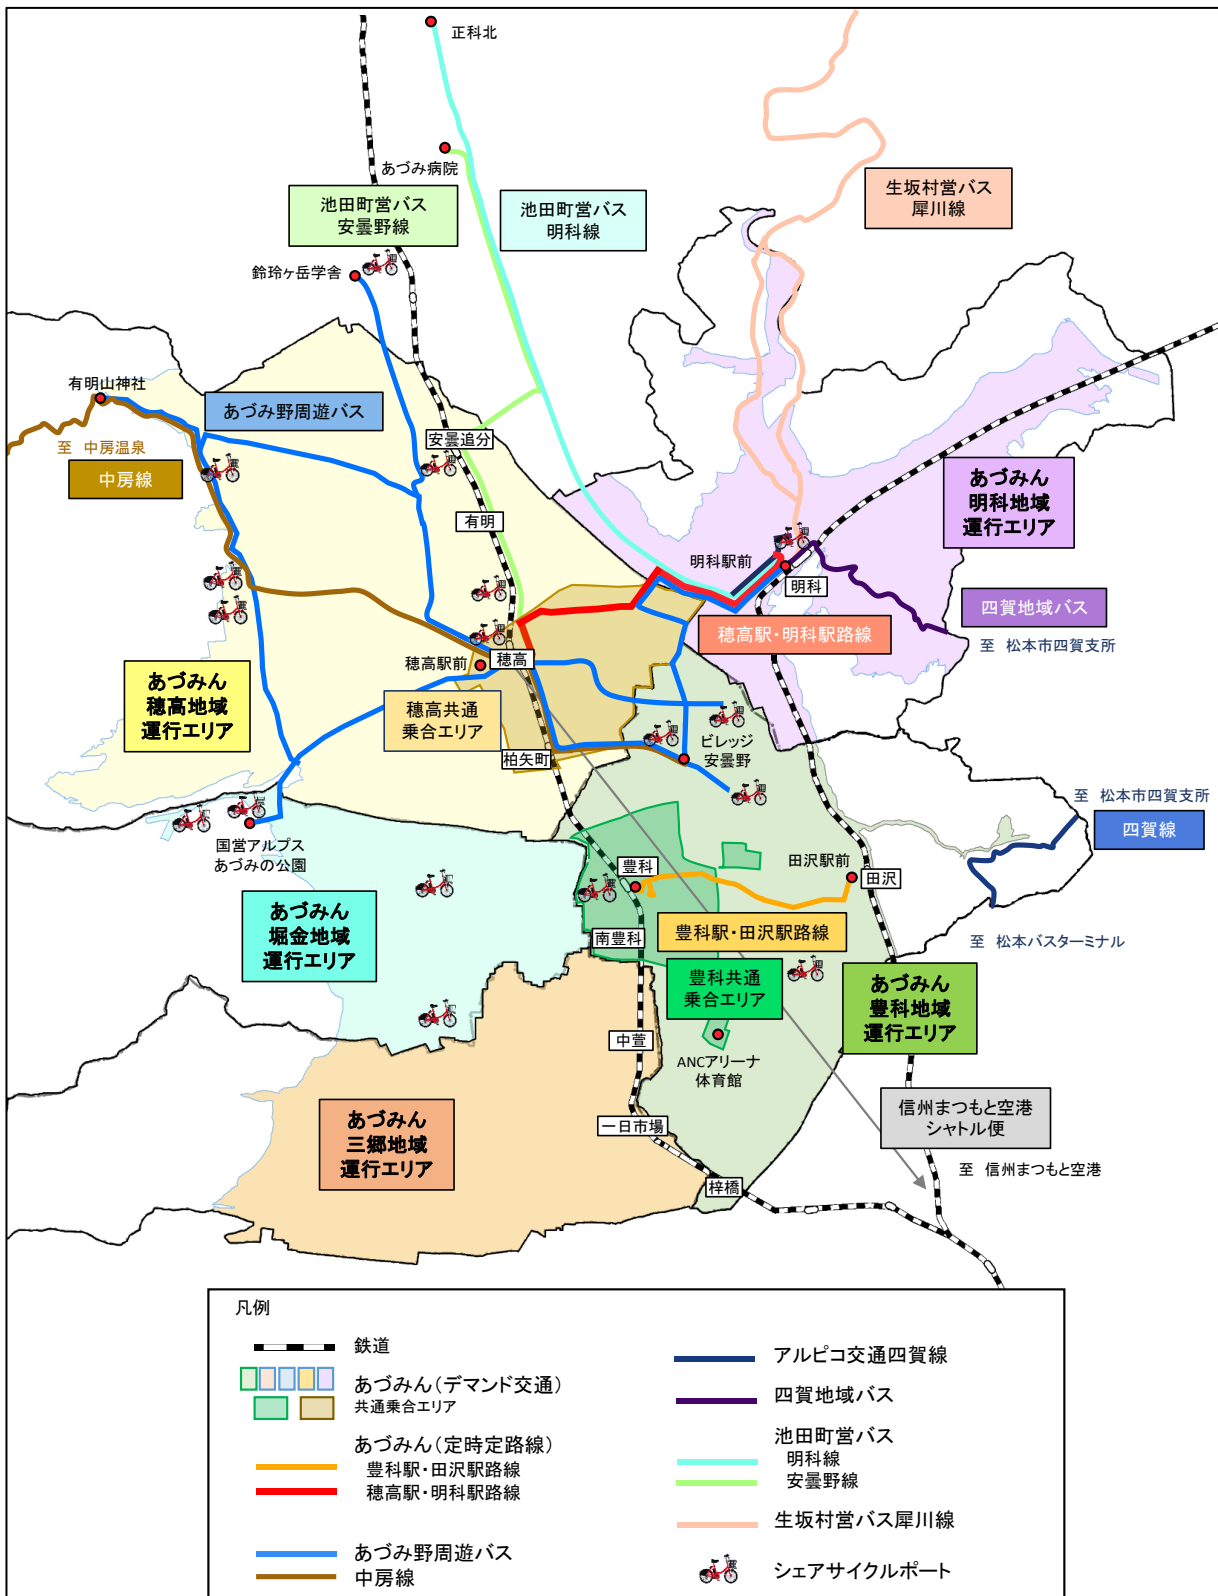 正科北
あづみ病院
池田町営バス
安曇野線
池田町営バス
明科線
生坂村営バス
犀川線
鈴玲ヶ岳学舎
有明山神社
あづみ野周遊バス
至 中房温泉
中房線
安曇追分
有明
あづみん
明科地域
運行エリア
明科駅前
明科
四賀地域バス
至 松本市四賀支所
穂高駅・明科駅路線
穂高駅前
穂高
あづみん
穂高地域
運行エリア
穂高共通
乗合エリア
柏矢町
ビレッジ
安曇野
至 松本市四賀支所
四賀線
国営アルプス
あづみの公園
豊科
田沢駅前
田沢
あづみん
堀金地域
運行エリア
南豊科
豊科駅・田沢駅路線
至 松本バスターミナル
豊科共通
乗合エリア
あづみん
豊科地域
運行エリア
中萱
ANCアリーナ
体育館
あづみん
三郷地域
運行エリア
一日市場
信州まつもと空港
シャトル便
至 信州まつもと空港
梓橋
凡例
鉄道
あづみん（デマンド交通）
共通乗合エリア
あづみん（定時定路線）
豊科駅・田沢駅路線
穂高駅・明科駅路線
あづみ野周遊バス
中房線
アルピコ交通四賀線
四賀地域バス
池田町営バス
明科線
安曇野線
生坂村営バス犀川線
シェアサイクルポート